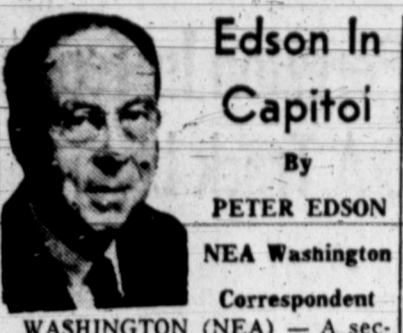 Edson In
Capitol
By
PETER EDSON
NEA Washington
Correspondent
WASHINGTON (NEA) — A sec-